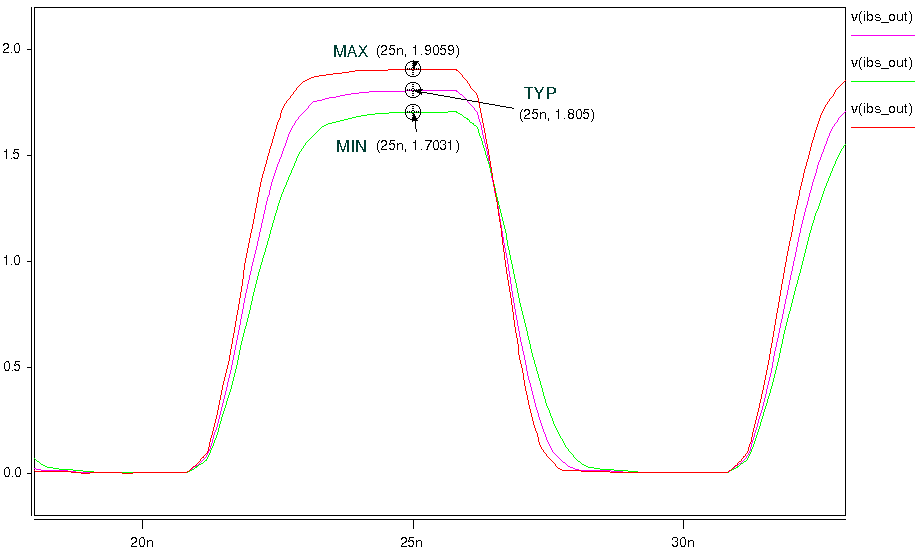 v(ibs_out)
2.0
MAX (25n, 1.9059)
v(ibs_out)
TYP
(25n, 1.805)
v(ibs_out)
MIN (25n, 1.7031)
1.5
1.0
0.5
0.0
20n 25n 30n